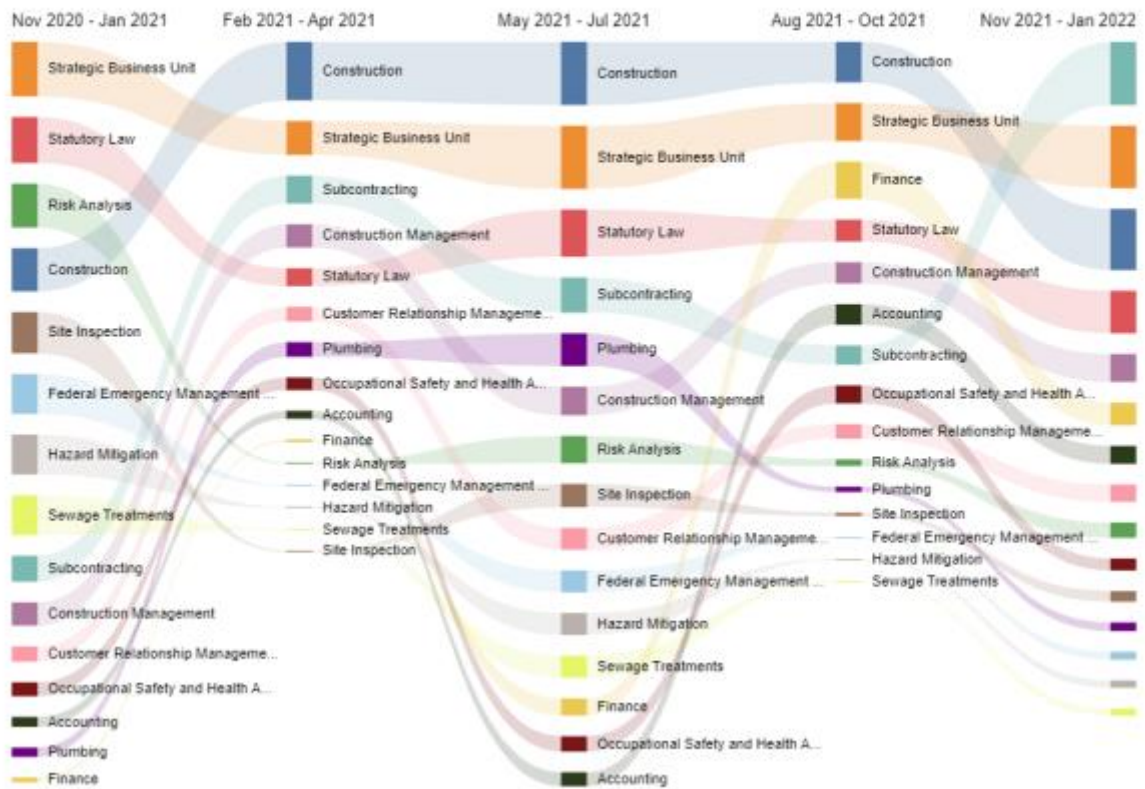 Nov 2020 - Jan 2021
Feb 2021 - Apr 2021
May 2021 - Jul 2021
Aug 2021 - Oct 2021
Nov 2021 - Jan 2022
Strategic Business Unit
Statutory Law
Risk Analysis
Construction
Site Inspection
Federal Emergency Management ...
Hazard Mitigation
Sewage Treatments
Subcontracting
Construction Management
Customer Relationship Manageme...
Occupational Safety and Health A...
Accounting
Plumbing
Finance
Construction
Strategic Business Unit
Subcontracting
Construction Management
Statutory Law
Customer Relationship Manageme...
Plumbing
Occupational Safety and Health A...
Accounting
Finance
Risk Analysis
Federal Emergency Management ...
Hazard Mitigation
Sewage Treatments
Site Inspection
Construction
Strategic Business Unit
Statutory Law
Subcontracting
Plumbing
Construction Management
Risk Analysis
Site Inspection
Customer Relationship Manageme...
Federal Emergency Management ...
Hazard Mitigation
Sewage Treatments
Finance
Occupational Safety and Health A...
Accounting
Construction
Strategic Business Unit
Finance
Statutory Law
Construction Management
Accounting
Subcontracting
Occupational Safety and Health A...
Customer Relationship Manageme...
Risk Analysis
Plumbing
Site Inspection
Federal Emergency Management ...
Hazard Mitigation
Sewage Treatments